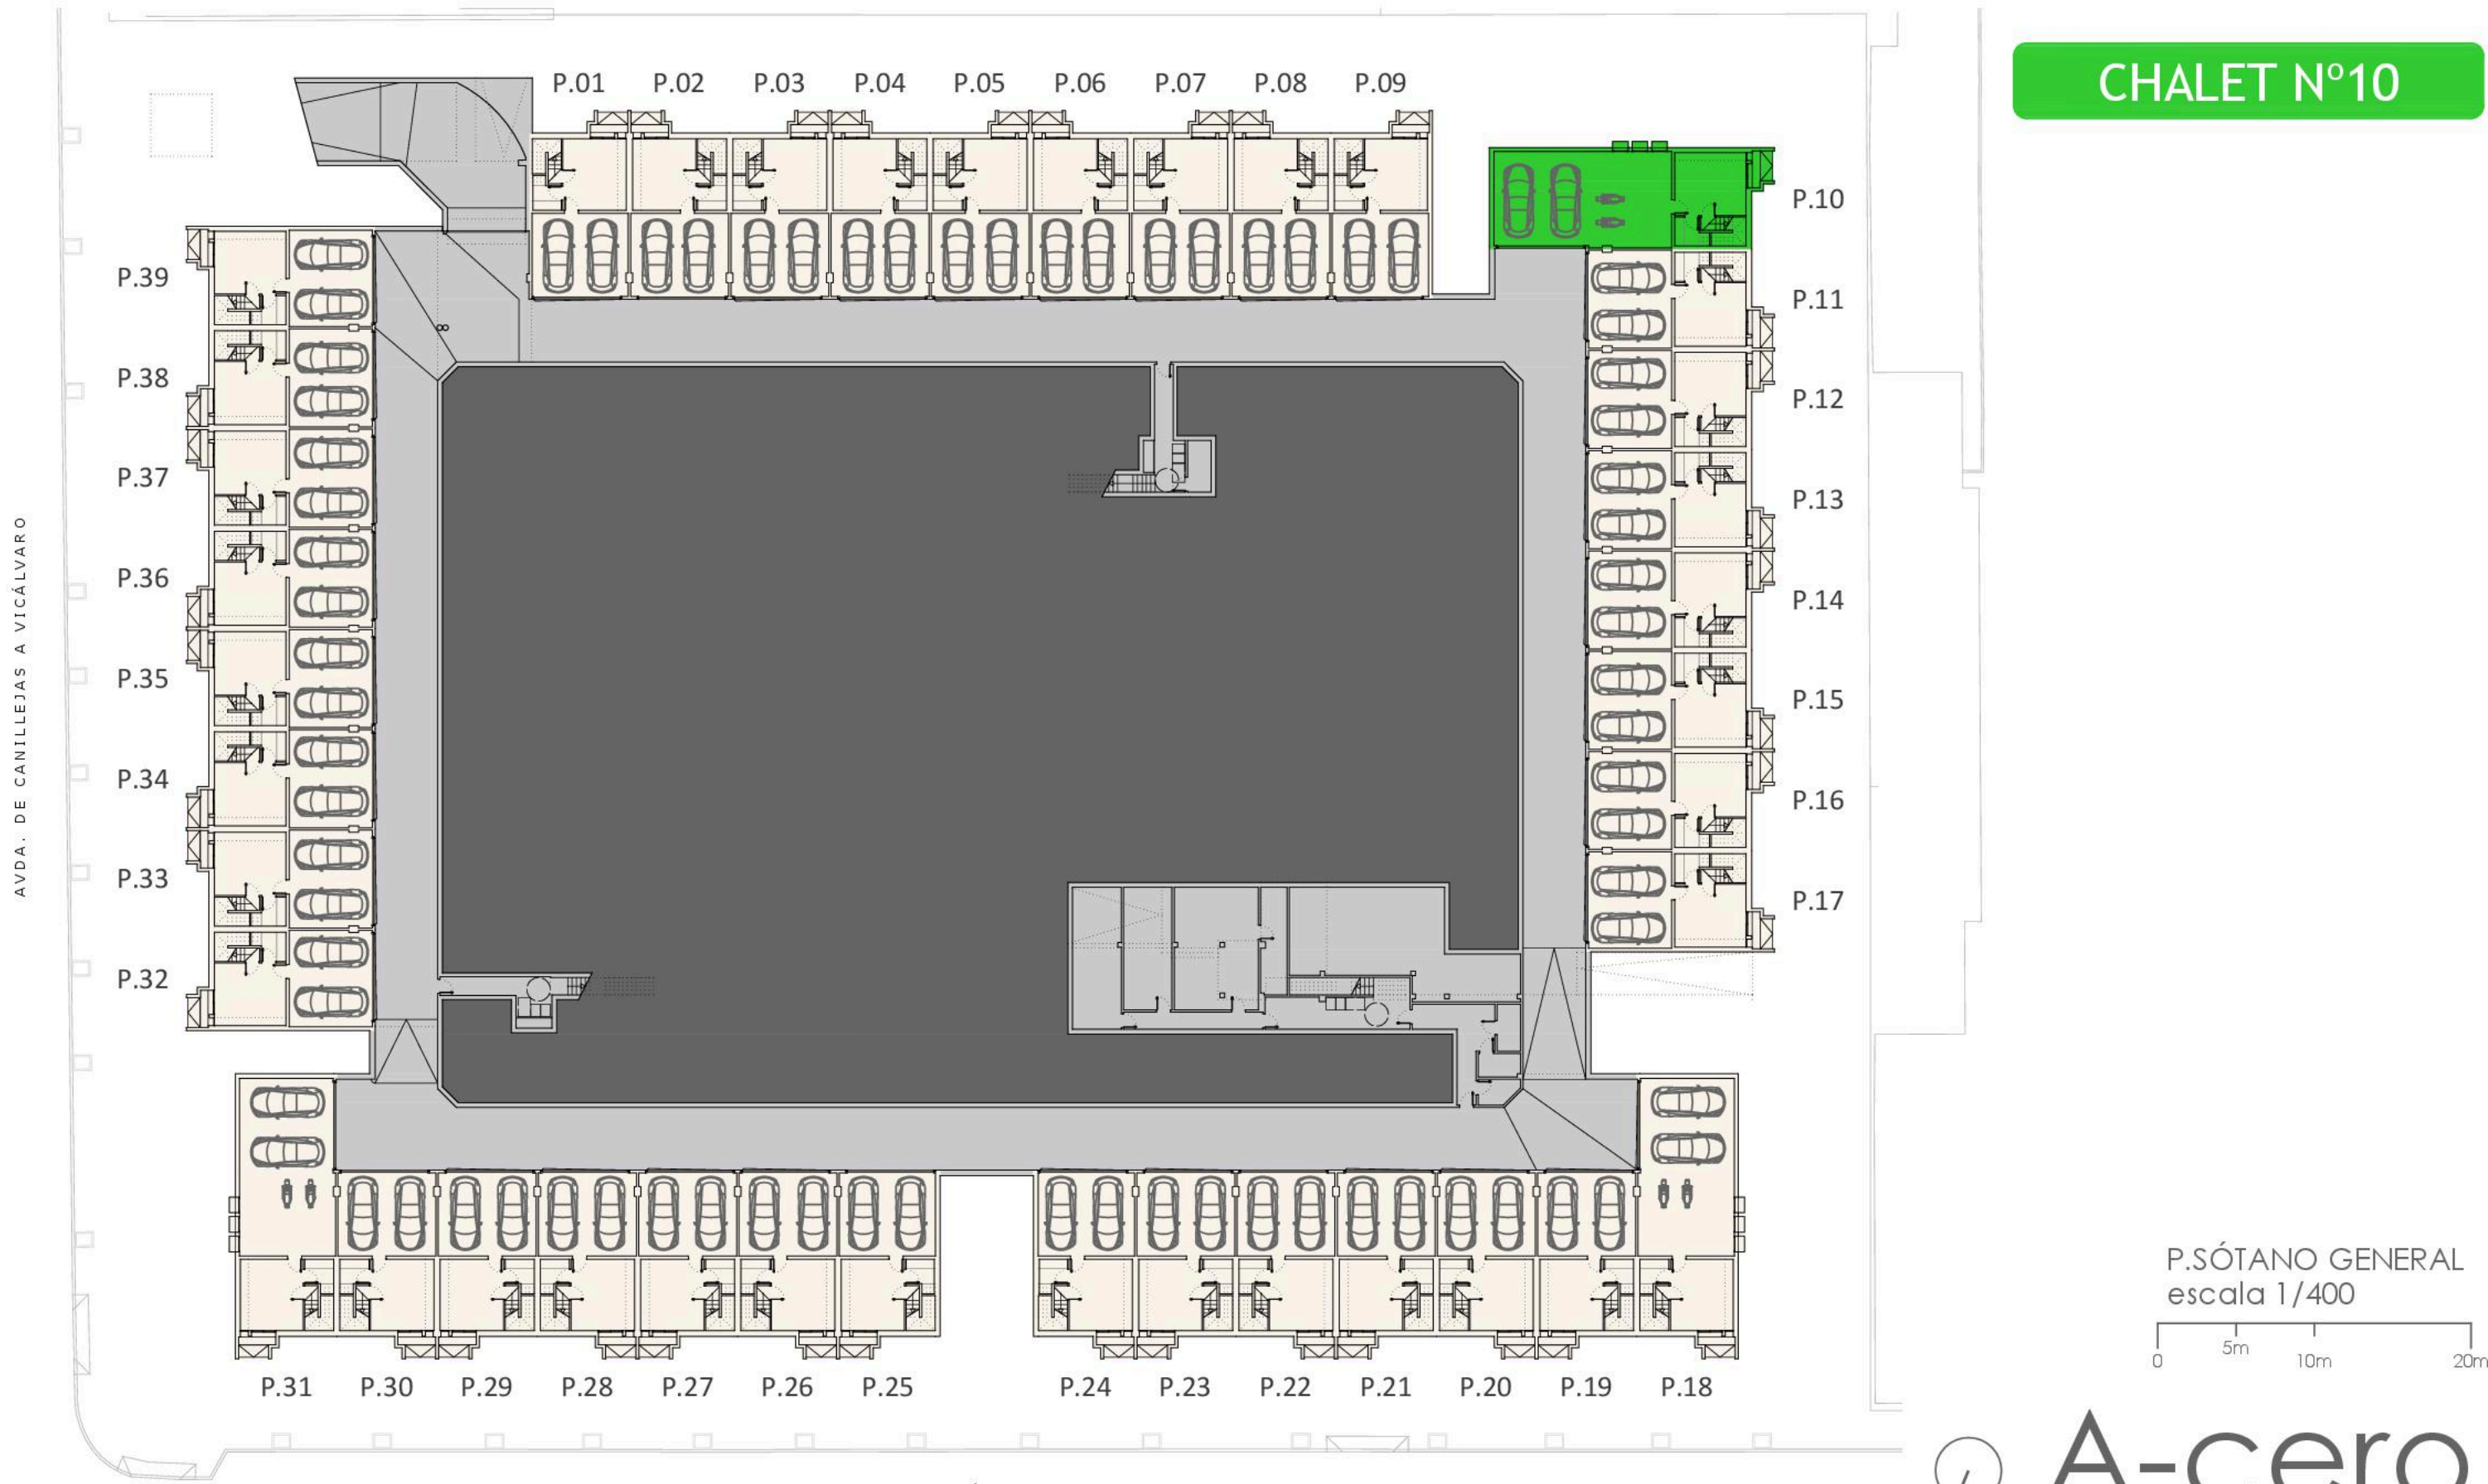 CHALET Nº10
P.01 P.02 P.03 P.04 P.05 P.06 P.07 P.08 P.09
P.10
P.11
P.12
P.13
P.14
P.15
P.16
P.17
P.39
P.38
P.37
P.36
P.35
P.34
P.33
P.32
AVDA. DE CANILLEJAS A VICÁLVARO
P.31 P.30 P.29 P.28 P.27 P.26 P.25 P.24 P.23 P.22 P.21 P.20 P.19 P.18
P.SÓTANO GENERAL
escala 1/400
0 5m 10m 20m
A-cero